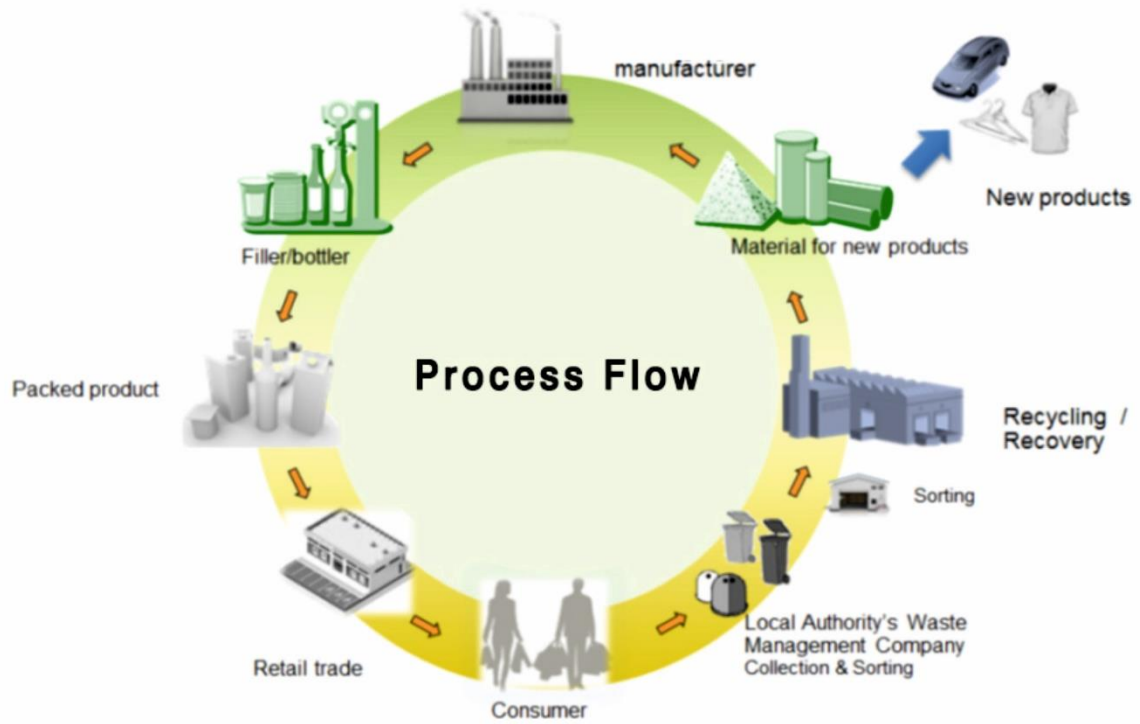 manufacturer
New products
Material for new products
Filler/bottler
Process Flow
Packed product
Recycling /
Recovery
Sorting
Local Authority's Waste
Management Company
Collection & Sorting
Retail trade
Consumer